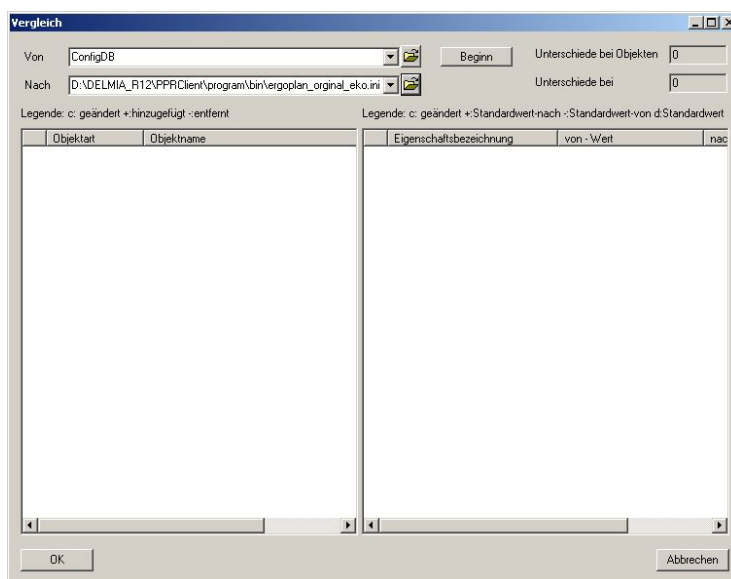 Vergleich
Von ConfigDB Beginn Unterschiede bei Objekten 0
Nach D:\DELMIA_R12\PPRClient\program\bin\ergoplan_orginal_eko.ini Unterschiede bei 0
Legende: c: geändert +:hinzugefügt -:entfernt Legende: c: geändert +:Standardwert-nach -:Standardwert-von d:Standardwert
Objektart Objektname Eigenschaftsbezeichnung von - Wert nac
OK Abbrechen